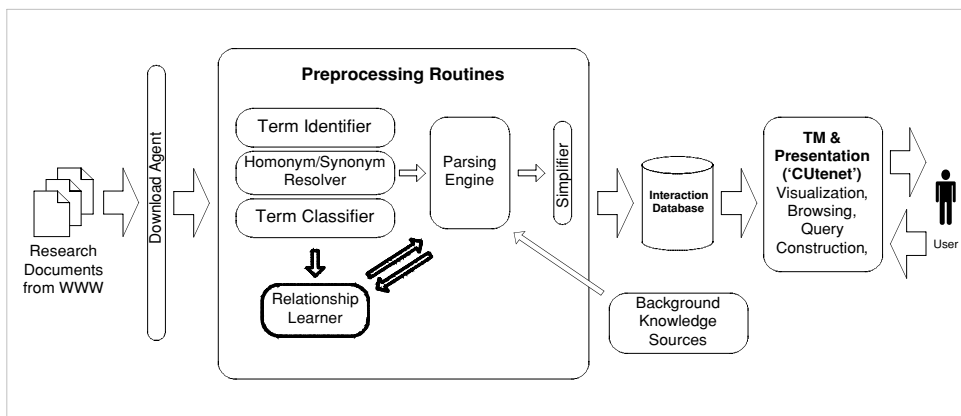 Research
Documents
from WWW
Download Agent
Preprocessing Routines
Term Identifier
Homonym/Synonym
Resolver
Term Classifier
Relationship
Learner
Parsing
Engine
Simplifier
Interaction
Database
Background
Knowledge
Sources
TM &
Presentation
('CUtenet')
Visualization,
Browsing,
Query
Construction,
User